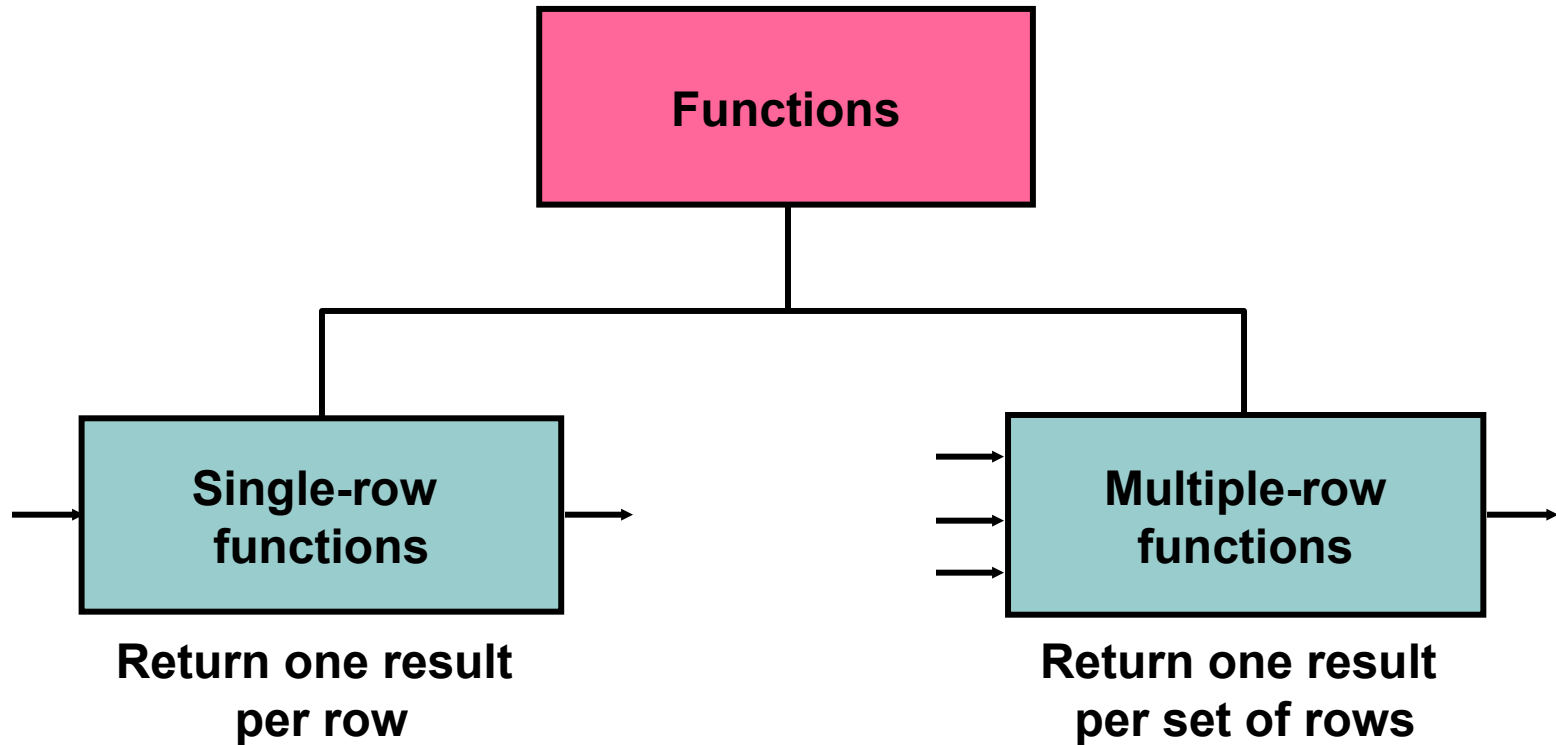 Functions
Single-row
functions
Multiple-row
functions
Return one result
per row
Return one result
per set of rows